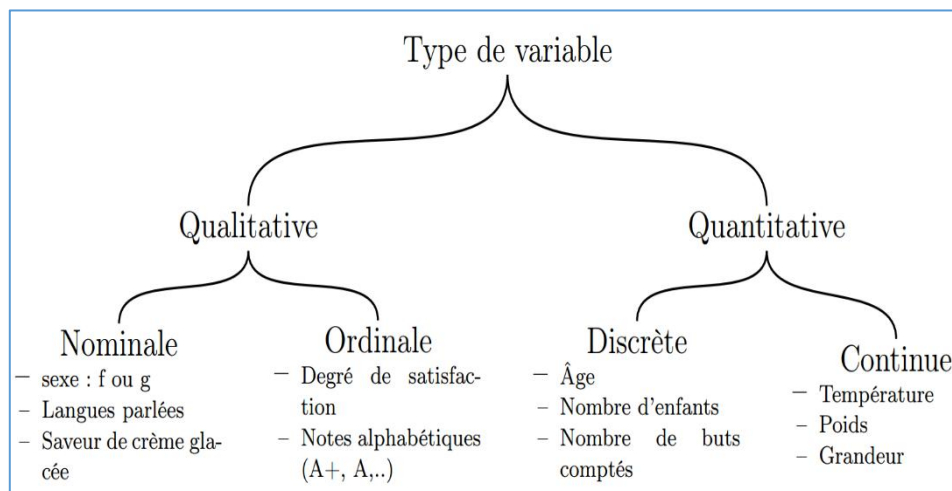 Type de variable
Qualitative
Quantitative
Nominale
– sexe : f ou g
– Langues parlées
– Saveur de crème gla-
cée
Ordinale
– Degré de satisfac-
tion
– Notes alphabétiques
(A+, A,..)
Discrète
– Âge
– Nombre d'enfants
– Nombre de buts
comptés
Continue
– Température
– Poids
– Grandeur